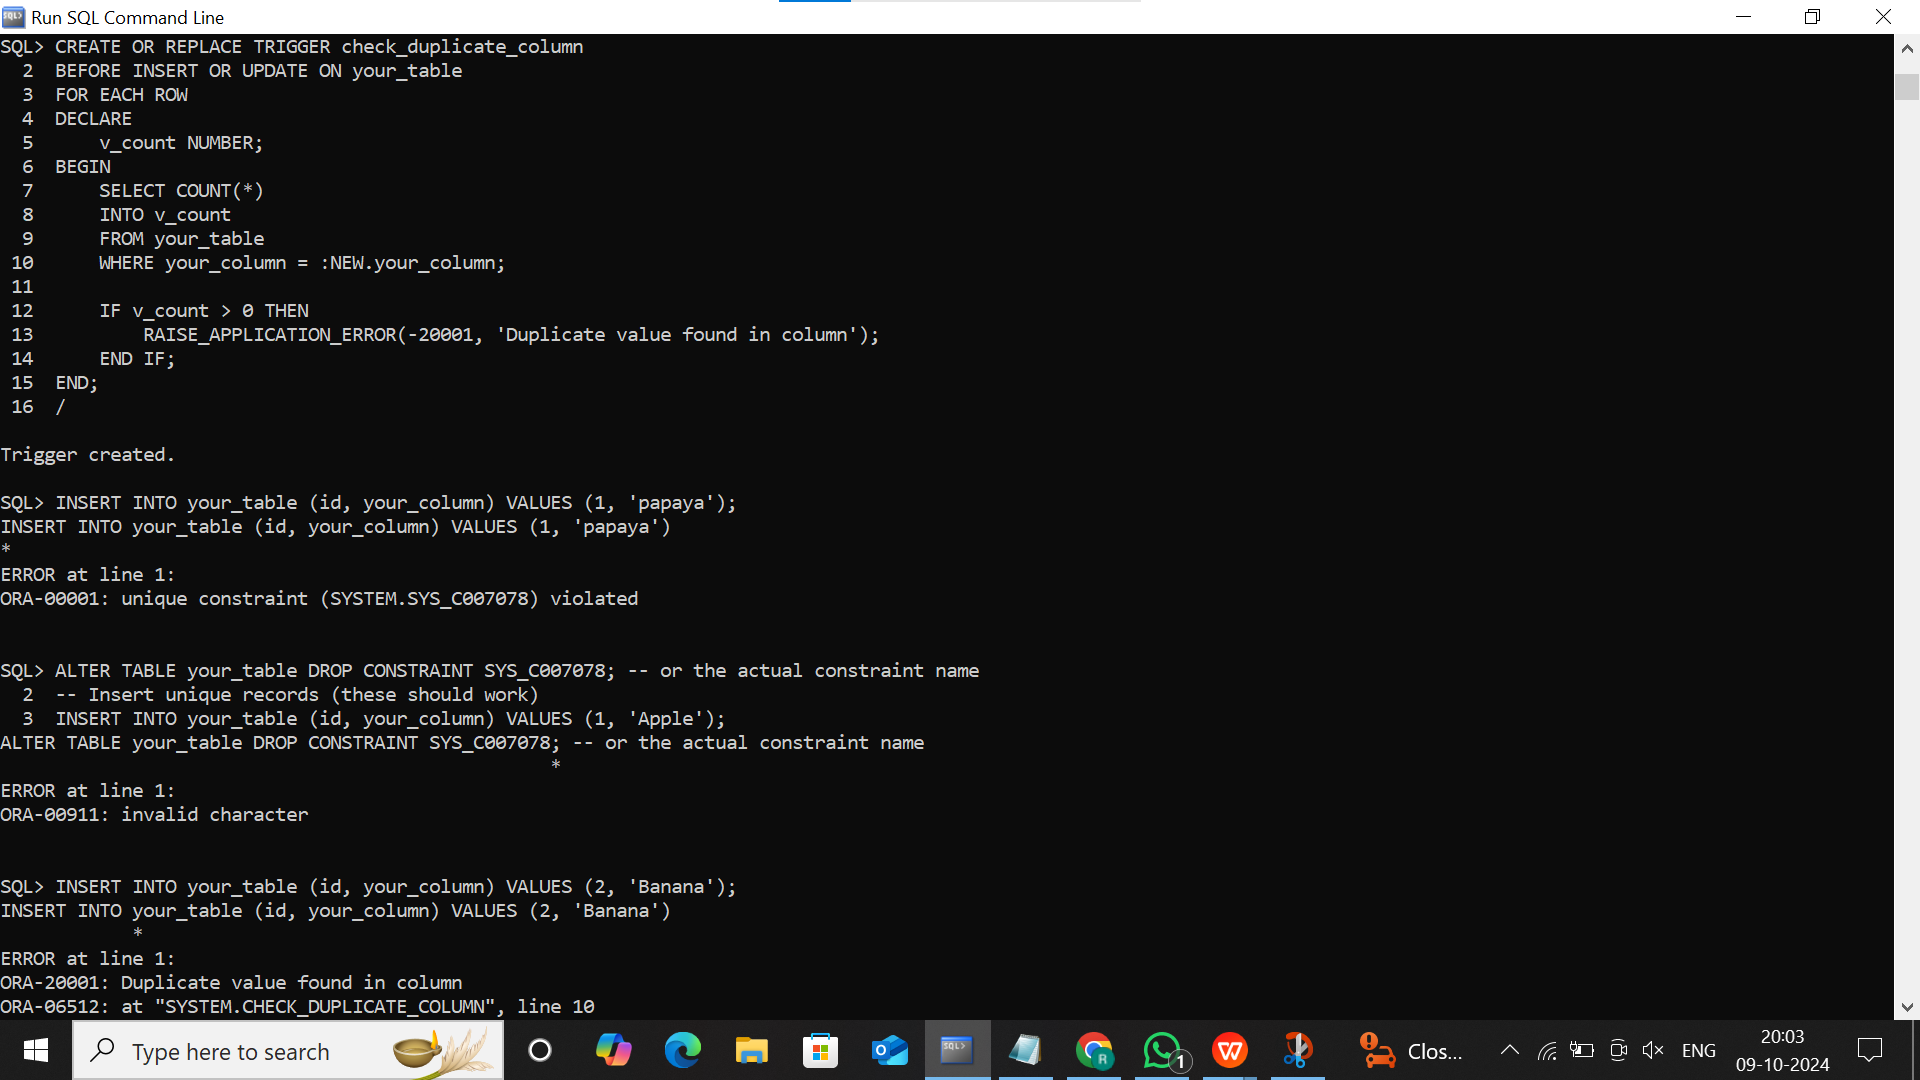 Run SQL Command Line
SQL> CREATE OR REPLACE TRIGGER check_duplicate_column
  2  BEFORE INSERT OR UPDATE ON your_table
  3  FOR EACH ROW
  4  DECLARE
  5      v_count NUMBER;
  6  BEGIN
  7      SELECT COUNT(*)
  8      INTO v_count
  9      FROM your_table
 10      WHERE your_column = :NEW.your_column;
 11
 12      IF v_count > 0 THEN
 13          RAISE_APPLICATION_ERROR(-20001, 'Duplicate value found in column');
 14      END IF;
 15  END;
 16  /
Trigger created.
SQL> INSERT INTO your_table (id, your_column) VALUES (1, 'papaya');
INSERT INTO your_table (id, your_column) VALUES (1, 'papaya')
*
ERROR at line 1:
ORA-00001: unique constraint (SYSTEM.SYS_C007078) violated
SQL> ALTER TABLE your_table DROP CONSTRAINT SYS_C007078; -- or the actual constraint name
  2  -- Insert unique records (these should work)
  3  INSERT INTO your_table (id, your_column) VALUES (1, 'Apple');
ALTER TABLE your_table DROP CONSTRAINT SYS_C007078; -- or the actual constraint name
                                                  *
ERROR at line 1:
ORA-00911: invalid character
SQL> INSERT INTO your_table (id, your_column) VALUES (2, 'Banana');
INSERT INTO your_table (id, your_column) VALUES (2, 'Banana')
            *
ERROR at line 1:
ORA-20001: Duplicate value found in column
ORA-06512: at "SYSTEM.CHECK_DUPLICATE_COLUMN", line 10
Type here to search
SQL>
R
1
W
Clos...
ENG
20:03
09-10-2024